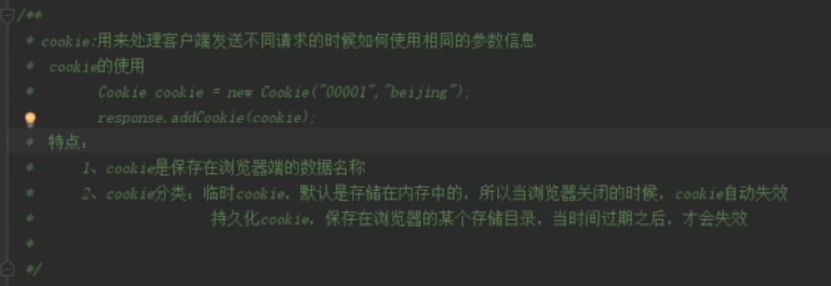 /**
* cookie:用来处理客户端发送不同请求的时候如何使用相同的参数信息
* cookie的使用
* Cookie cookie = new Cookie("00001","beijing");
* response.addCookie(cookie);
* 特点：
* 1、cookie是保存在浏览器端的数据名称
* 2、cookie分类：临时cookie，默认是存储在内存中的，所以当浏览器关闭的时候，cookie自动失效
* 持久化cookie，保存在浏览器的某个存储目录，当时间过期之后，才会失效
*
*/